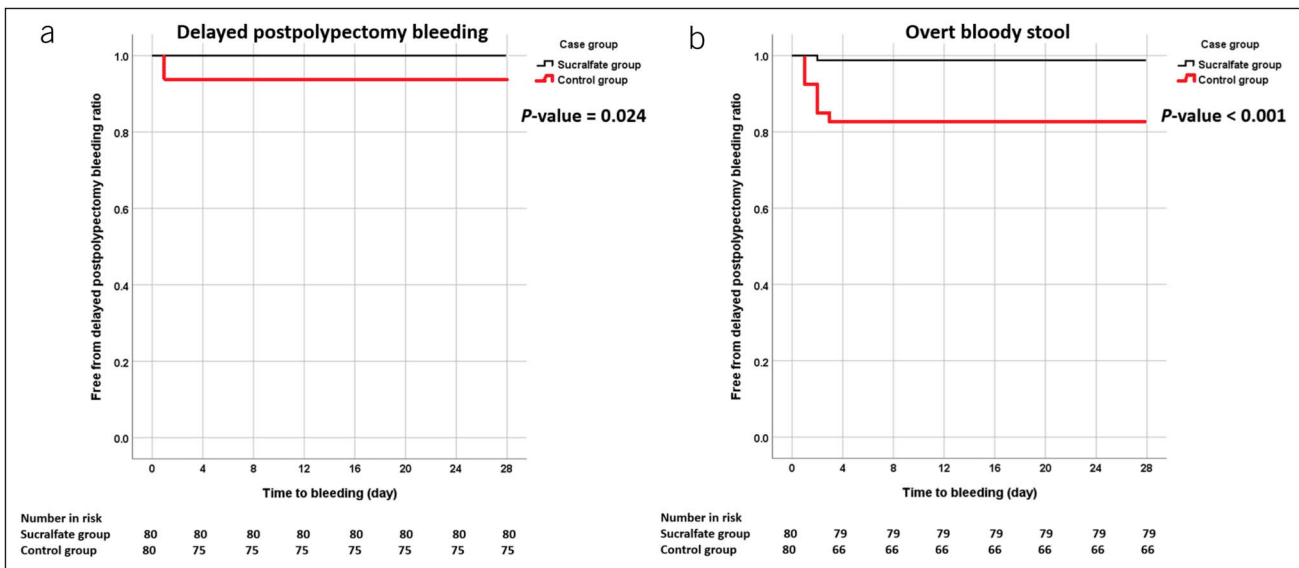 a
Delayed postpolypectomy bleeding
Case group
Sucralfate group
Control group
P-value = 0.024
Free from delayed postpolypectomy bleeding ratio
1.0
0.8
0.6
0.4
0.2
0.0
0 4 8 12 16 20 24 28
Time to bleeding (day)
Number in risk
Sucralfate group 80 80 80 80 80 80 80 80
Control group 80 75 75 75 75 75 75 75
b
Overt bloody stool
Case group
Sucralfate group
Control group
P-value < 0.001
Free from delayed postpolypectomy bleeding ratio
1.0
0.8
0.6
0.4
0.2
0.0
0 4 8 12 16 20 24 28
Time to bleeding (day)
Number in risk
Sucralfate group 80 79 79 79 79 79 79 79
Control group 80 66 66 66 66 66 66 66